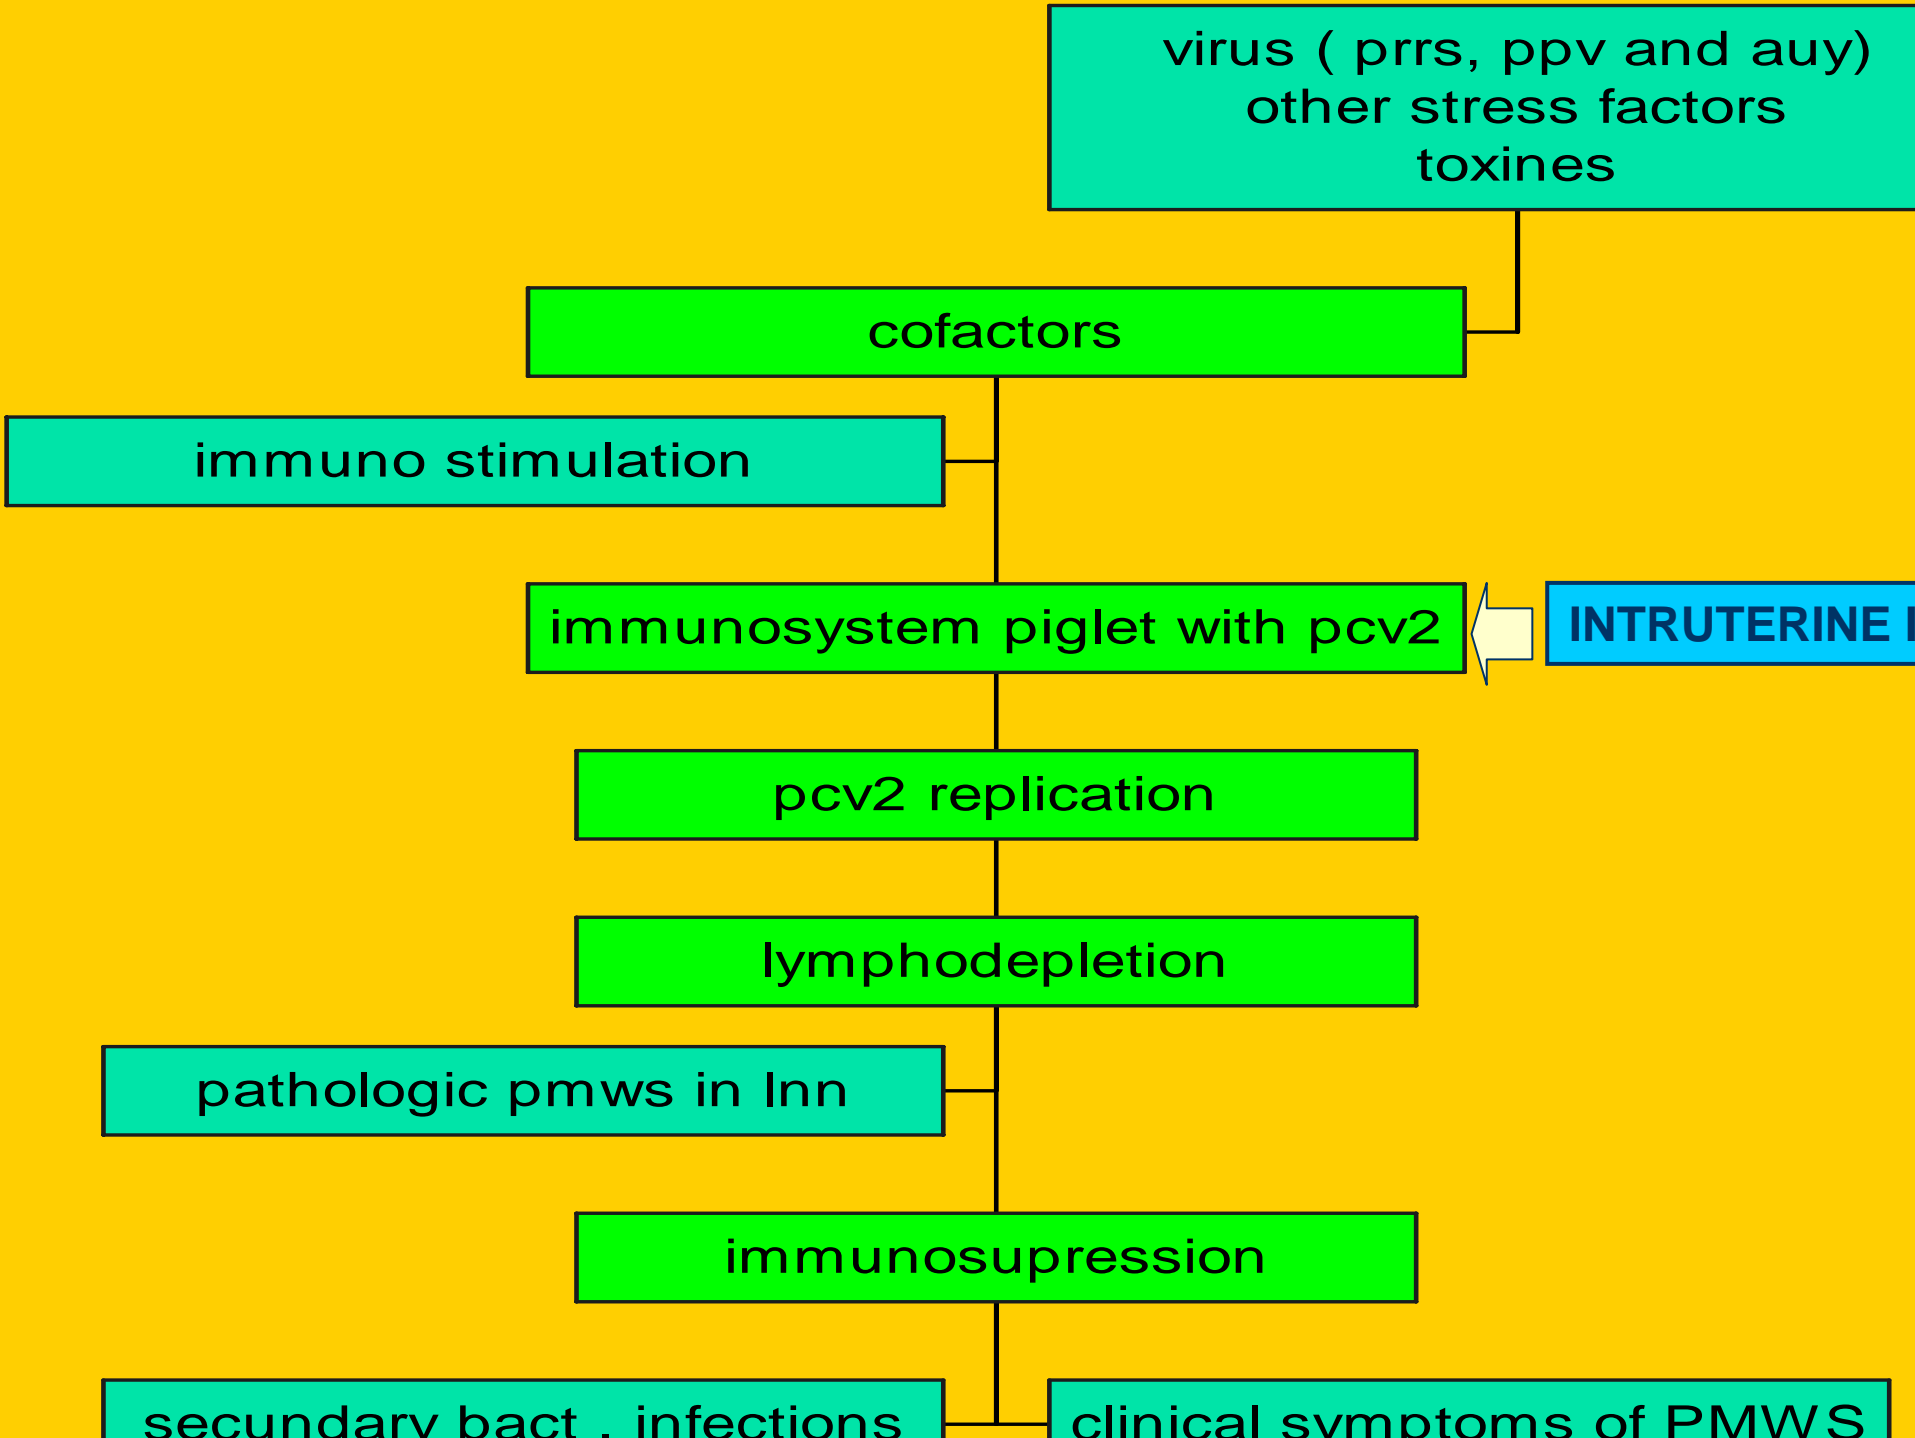 virus ( prrs, ppv and auy)
other stress factors
toxines
cofactors
immuno stimulation
immunosystem piglet with pcv2
INTRUTERINE
pcv2 replication
lymphodepletion
pathologic pmws in lnn
immunosupression
secundary bact . infections
clinical symptoms of PMWS